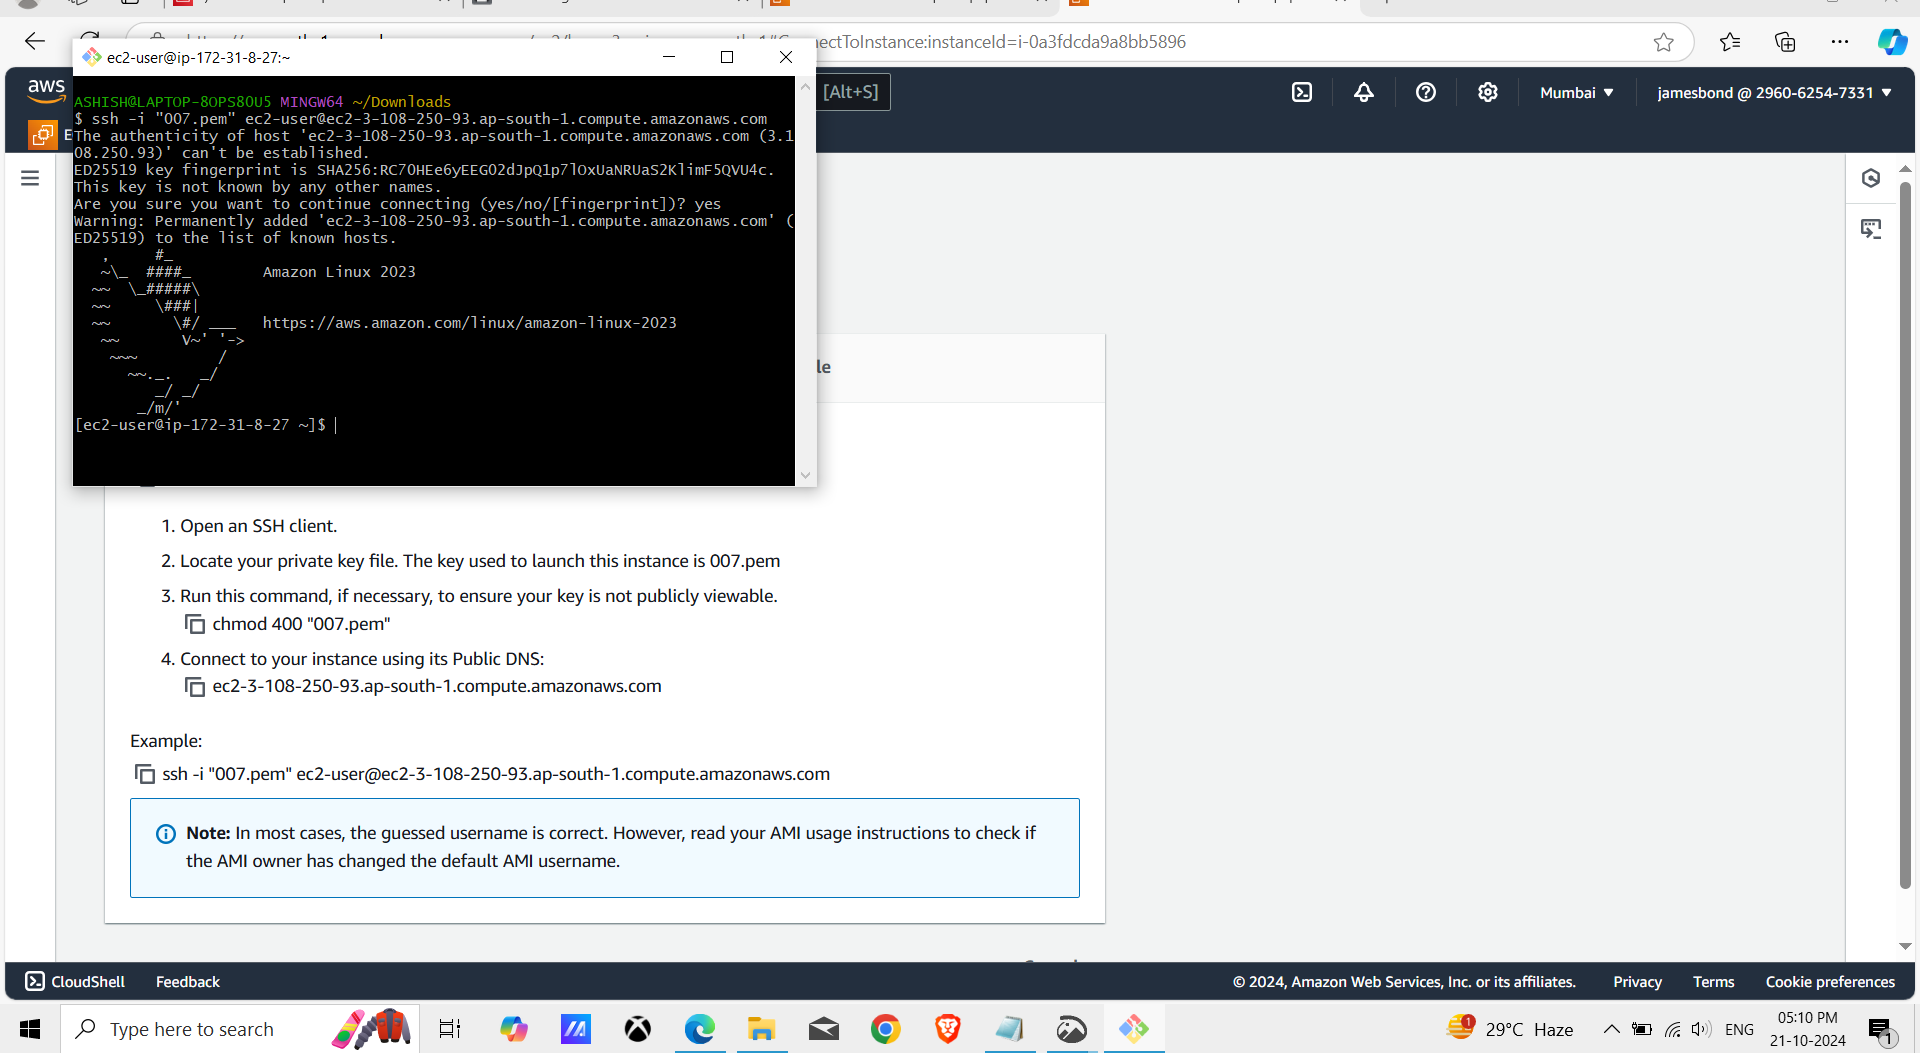 ectToInstance:instanceId=i-0a3fdcda9a8bb5896
ec2-user@ip-172-31-8-27:~
aws
[Alt+S]
Mumbai ▼
jamesbond @ 2960-6254-7331 ▼
E
ASHISH@LAPTOP-8OPS8OU5 MINGW64 ~/Downloads
$ ssh -i "007.pem" ec2-user@ec2-3-108-250-93.ap-south-1.compute.amazonaws.com
The authenticity of host 'ec2-3-108-250-93.ap-south-1.compute.amazonaws.com (3.1
08.250.93)' can't be established.
ED25519 key fingerprint is SHA256:RC7OHEe6yEEG02dJpQ1p7lOxUaNRUaS2KlimF5QVU4c.
This key is not known by any other names.
Are you sure you want to continue connecting (yes/no/[fingerprint])? yes
Warning: Permanently added 'ec2-3-108-250-93.ap-south-1.compute.amazonaws.com' (
ED25519) to the list of known hosts.
   ,     #_
   ~\_  ####_        Amazon Linux 2023
  ~~  \_#####\
  ~~     \###|
  ~~       \#/ ___   https://aws.amazon.com/linux/amazon-linux-2023
   ~~       V~' '->
    ~~~         /
      ~~._.   _/
         _/ _/
       _/m/'
[ec2-user@ip-172-31-8-27 ~]$
le
1. Open an SSH client.
2. Locate your private key file. The key used to launch this instance is 007.pem
3. Run this command, if necessary, to ensure your key is not publicly viewable.
chmod 400 "007.pem"
4. Connect to your instance using its Public DNS:
ec2-3-108-250-93.ap-south-1.compute.amazonaws.com
Example:
ssh -i "007.pem" ec2-user@ec2-3-108-250-93.ap-south-1.compute.amazonaws.com
Note: In most cases, the guessed username is correct. However, read your AMI usage instructions to check if
the AMI owner has changed the default AMI username.
CloudShell
Feedback
© 2024, Amazon Web Services, Inc. or its affiliates.
Privacy
Terms
Cookie preferences
Type here to search
1
29°C Haze
ENG
05:10 PM
21-10-2024
1